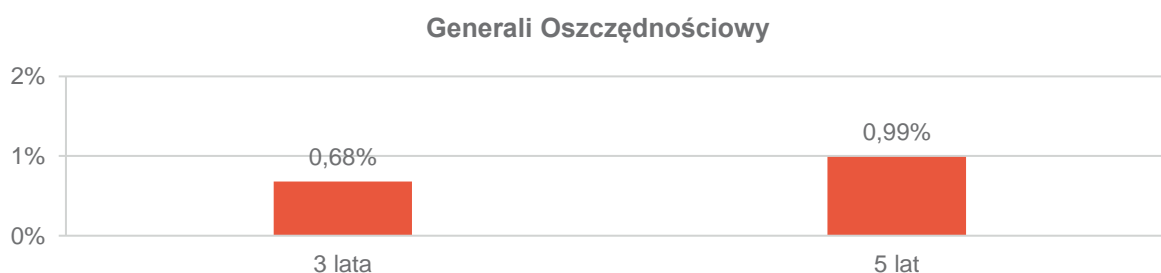 Generali Oszczędnościowy
2%
0,99%
1%
0,68%
0%
3 lata
5 lat